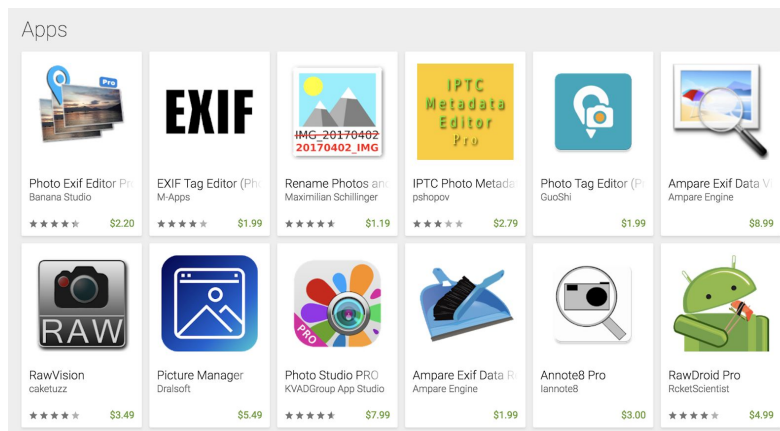 Apps
Pro
EXIF
IMG_20170402
20170402_IMG
IPTC
Metadata
Editor
Pro
Photo Exif Editor Pr
Banana Studio
$2.20
EXIF Tag Editor (Pho
M-Apps
$1.99
Rename Photos and
Maximilian Schillinger
$1.19
IPTC Photo Metada
pshopov
$2.79
Photo Tag Editor (P
GuoShi
$1.99
Ampare Exif Data V
Ampare Engine
$8.99
RAW
PRO
RawVision
caketuzz
$3.49
Picture Manager
Dralsoft
$5.49
Photo Studio PRO
KVADGroup App Studio
$7.99
Ampare Exif Data R
Ampare Engine
$1.99
Annote8 Pro
Iannote8
$3.00
RawDroid Pro
RcketScientist
$4.99